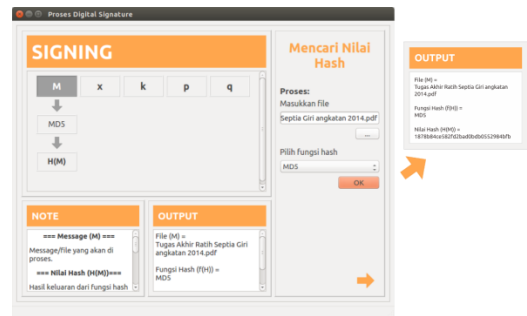 Proses Digital Signature
SIGNING
M x k p q
MD5
H(M)
Mencari Nilai
Hash
Proses:
Masukkan file
Septia Giri angkatan 2014.pdf
...
Pilih fungsi hash
MD5
OK
NOTE
=== Message (M) ===
Message/file yang akan di
proses.
=== Nilai Hash (H(M))===
Hasil keluaran dari fungsi hash
OUTPUT
File (M) =
Tugas Akhir Ratih Septia Giri
angkatan 2014.pdf
Fungsi Hash (f(H)) =
MD5
OUTPUT
File (M) =
Tugas Akhir Ratih Septia Giri angkatan
2014.pdf
Fungsi Hash (f(H)) =
MD5
Nilai Hash (H(M)) =